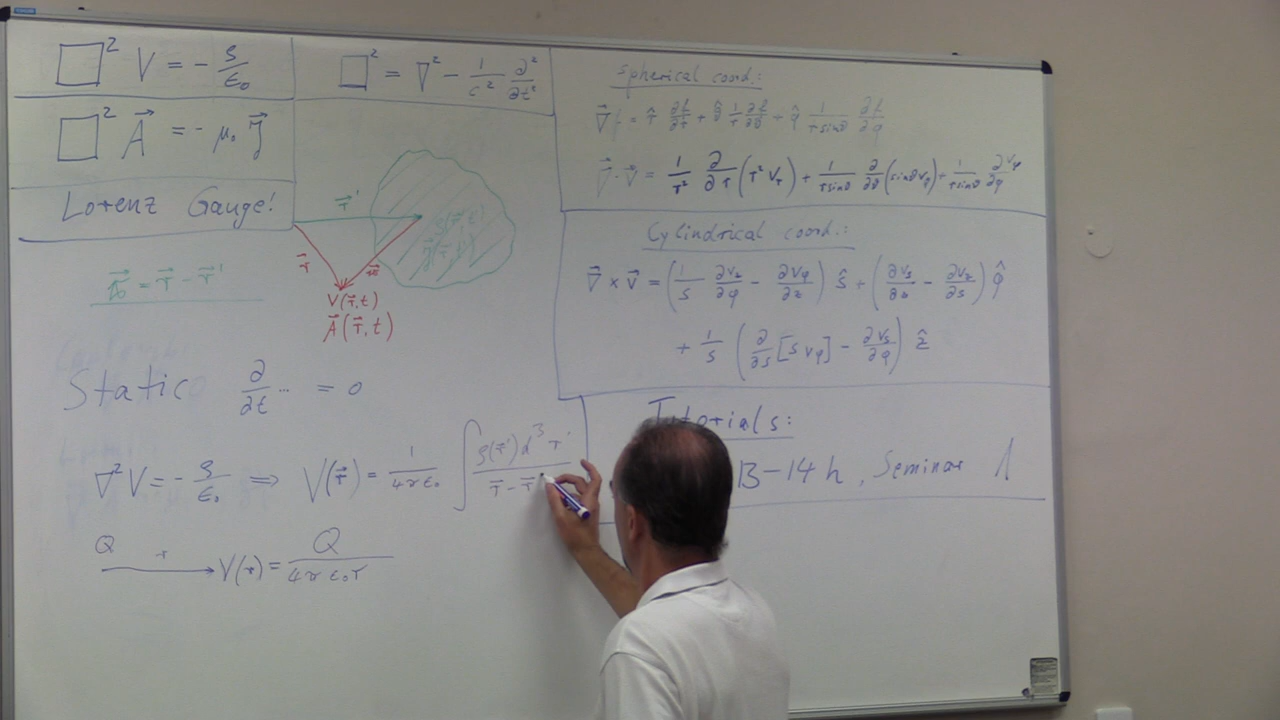 □² V = - ρ/ε₀
□² A⃗ = - μ₀ J⃗
Lorenz Gauge!
□² = ∇² - 1/c² ∂²/∂t²
r⃗'
ρ(r⃗',t)
J⃗(r⃗',t)
r⃗
V(r⃗,t)
A⃗(r⃗,t)
= r⃗ - r⃗'
Static ∂/∂t ... = 0
∇²V = - ρ/ε₀ ⇒ V(r⃗) = 1/4πε₀ ∫ ρ(r⃗')d³r' / r⃗ - r⃗'
Q r V(r) = Q/4πε₀r
Spherical coord.:
∇⃗f = r̂ ∂f/∂r + θ̂ 1/r ∂f/∂θ + φ̂ 1/r sinθ ∂f/∂φ
∇⃗·v⃗ = 1/r² ∂/∂r (r² v_r) + 1/r sinθ ∂/∂θ (sinθ v_θ) + 1/r sinθ ∂v_φ/∂φ
Cylindrical coord.:
∇⃗ × v⃗ = (1/s ∂v_z/∂φ - ∂v_φ/∂z) ŝ + (∂v_s/∂z - ∂v_z/∂s) φ̂
+ 1/s (∂/∂s [s v_φ] - ∂v_s/∂φ) ẑ
Tutorials:
13-14h, Seminar 1